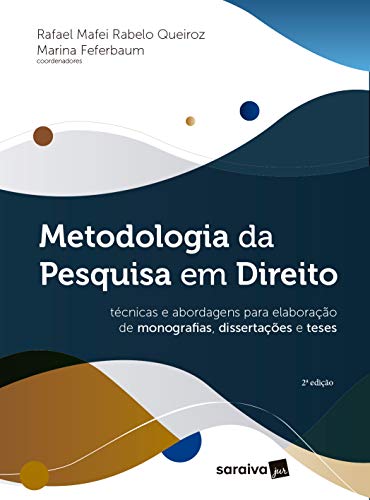 Rafael Mafei Rabelo Queiroz
Marina Feferbaum
coordenadores
Metodologia da
Pesquisa em Direito
técnicas e abordagens para elaboração
de monografias, dissertações e teses
2ª edição
saraiva jur